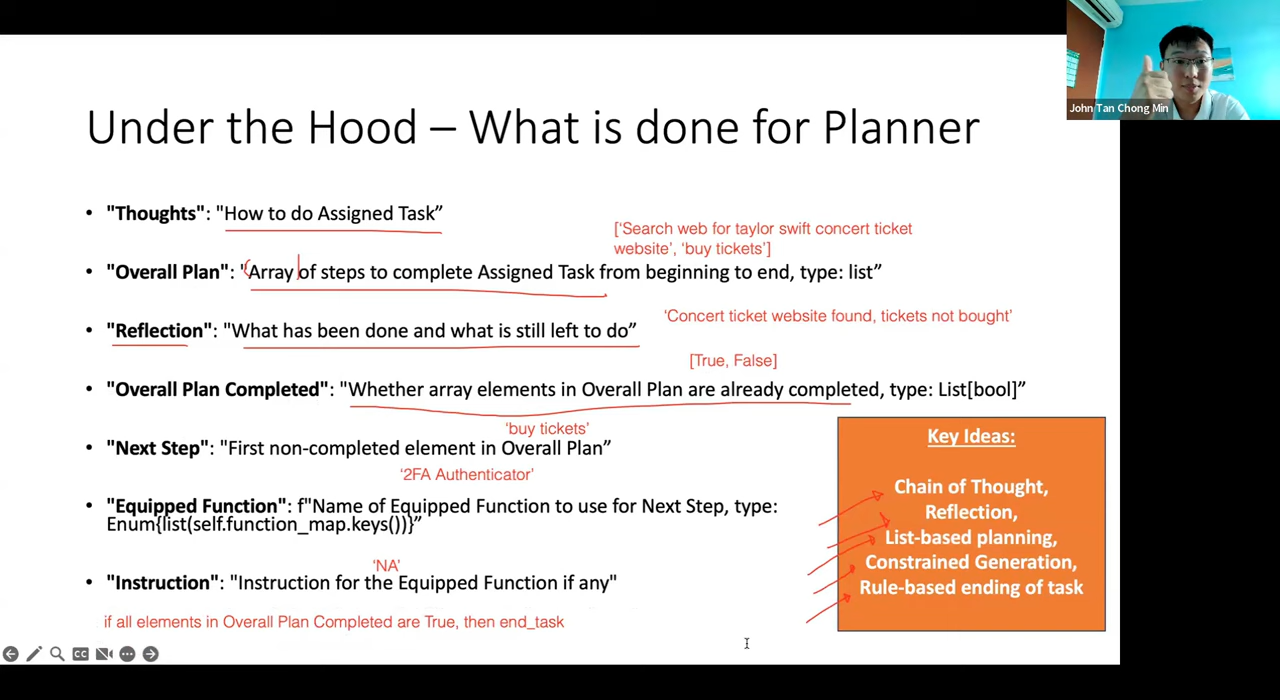 John Tan Chong Min
Under the Hood – What is done for Planner
• "Thoughts": "How to do Assigned Task”
['Search web for taylor swift concert ticket
website', 'buy tickets']
• "Overall Plan": "Array of steps to complete Assigned Task from beginning to end, type: list”
• "Reflection": "What has been done and what is still left to do”
'Concert ticket website found, tickets not bought'
[True, False]
• "Overall Plan Completed": "Whether array elements in Overall Plan are already completed, type: List[bool]”
'buy tickets'
• "Next Step": "First non-completed element in Overall Plan”
'2FA Authenticator'
• "Equipped Function": f"Name of Equipped Function to use for Next Step, type:
Enum{list(self.function_map.keys())}”
'NA'
• "Instruction": "Instruction for the Equipped Function if any"
if all elements in Overall Plan Completed are True, then end_task
Key Ideas:
Chain of Thought,
Reflection,
List-based planning,
Constrained Generation,
Rule-based ending of task
CC